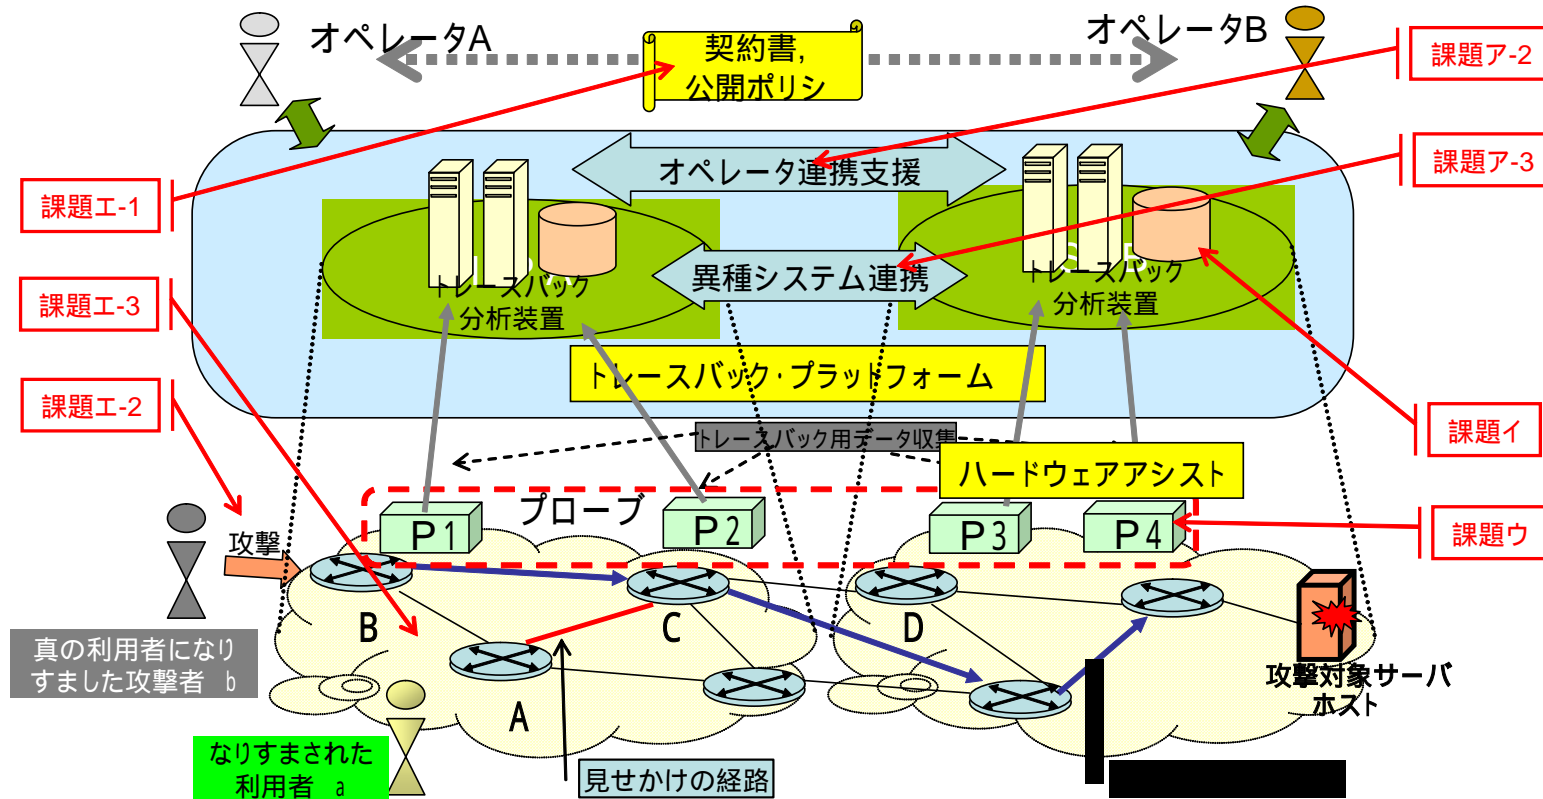 オペレータA
契約書,
公開ポリシ
オペレータB
課題ア-2
課題ア-3
オペレータ連携支援
課題エ-1
異種システム連携
トレースバック
分析装置
トレースバック
分析装置
課題エ-3
トレースバック・プラットフォーム
課題エ-2
課題イ
トレースバック用データ収集
ハードウェアアシスト
プローブ
P1
P2
P3
P4
課題ウ
攻撃
B
C
D
A
真の利用者になり
すました攻撃者 b
攻撃対象サーバ
ホスト
なりすまされた
利用者 a
見せかけの経路